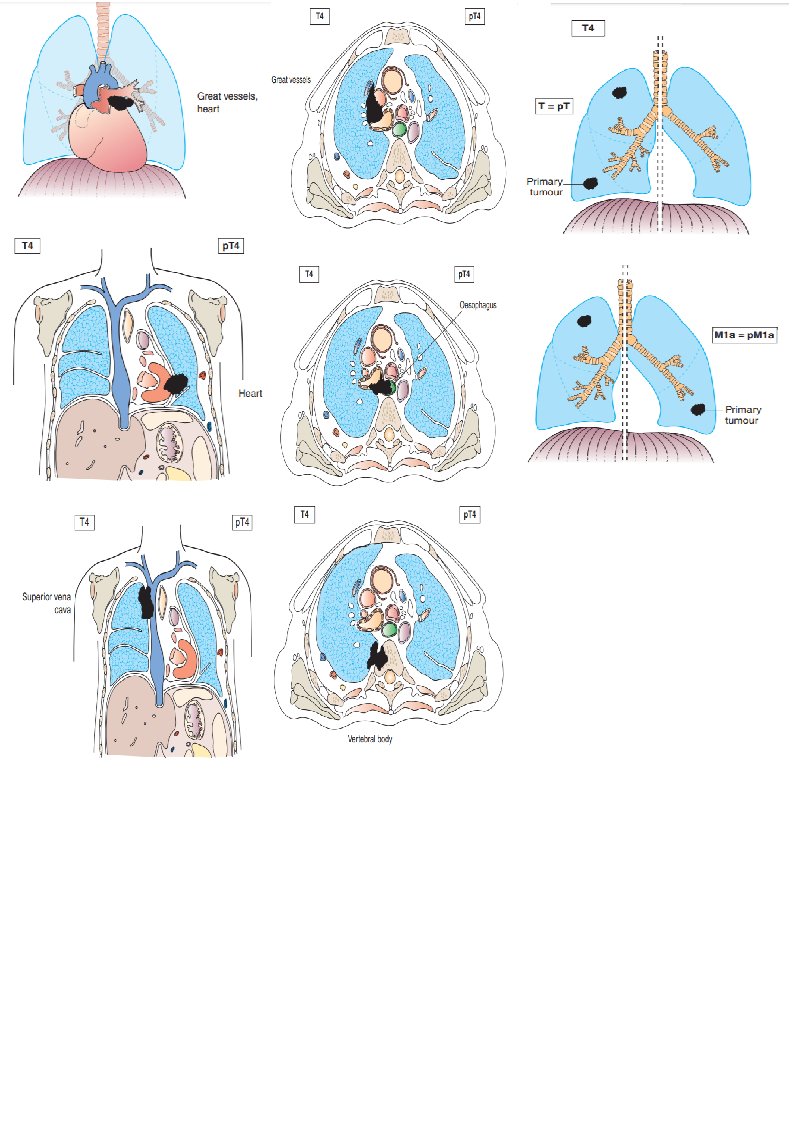 Great vessels,
heart
T4
pT4
Great vessels
T4
T = pT
Primary
tumour
T4
pT4
Heart
T4
pT4
Oesophagus
M1a = pM1a
Primary
tumour
T4
pT4
Superior vena
cava
T4
pT4
Vertebral body